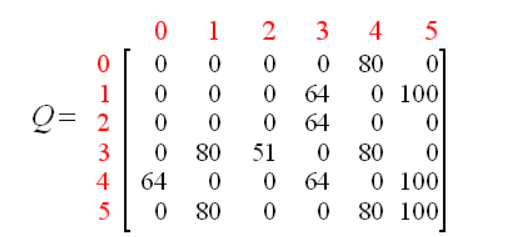 0 1 2 3 4 5
0 0 0 0 0 80 0
1 0 0 0 64 0 100
Q= 2 0 0 0 64 0 0
3 0 80 51 0 80 0
4 64 0 0 64 0 100
5 0 80 0 0 80 100